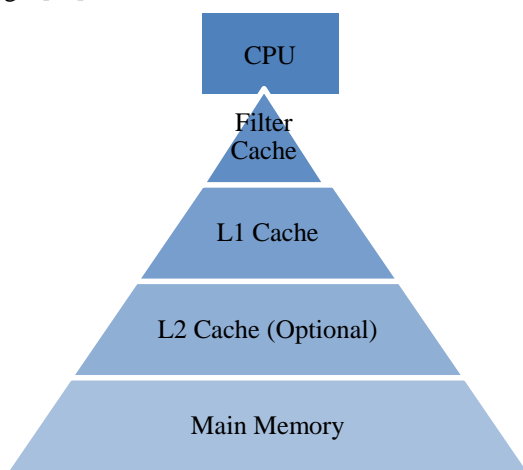 CPU
Filter
Cache
L1 Cache
L2 Cache (Optional)
Main Memory